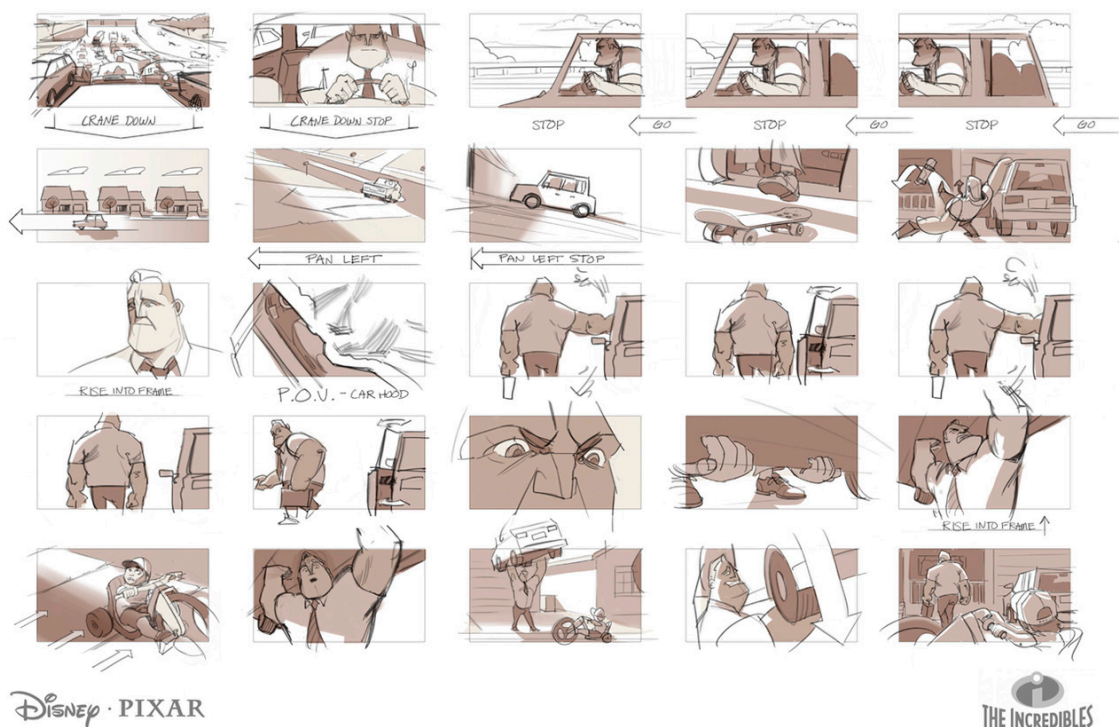 CRANE DOWN
CRANE DOWN STOP
STOP
GO
STOP
GO
STOP
GO
PAN LEFT
PAN LEFT STOP
RISE INTO FRAME
P.O.V. - CAR HOOD
RISE INTO FRAME
DISNEY · PIXAR
i
THE INCREDIBLES